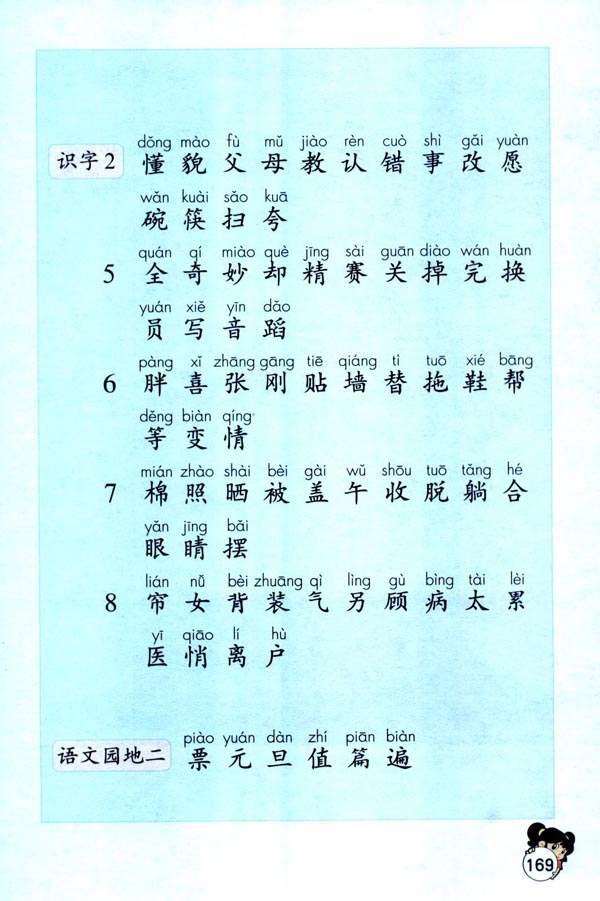 dǒng mào fù mǔ jiào rèn cuò shì gǎi yuàn
识字2 懂 貌 父 母 教 认 错 事 改 愿
wǎn kuài sǎo kuā
碗 筷 扫 夸
quán qí miào què jīng sài guān diào wán huàn
5 全 奇 妙 却 精 赛 关 掉 完 换
yuán xiě yīn dǎo
员 写 音 蹈
pàng xǐ zhāng gāng tiē qiáng tì tuō xié bāng
6 胖 喜 张 刚 贴 墙 替 拖 鞋 帮
děng biàn qíng
等 变 情
mián zhào shài bèi gài wǔ shōu tuō tǎng hé
7 棉 照 晒 被 盖 午 收 脱 躺 合
yǎn jīng bǎi
眼 睛 摆
lián nǚ bèi zhuāng qì lìng gù bìng tài lèi
8 帘 女 背 装 气 另 顾 病 太 累
yī qiāo lí hù
医 悄 离 户
piào yuán dàn zhí piān biàn
语文园地二 票 元 旦 值 篇 遍
169